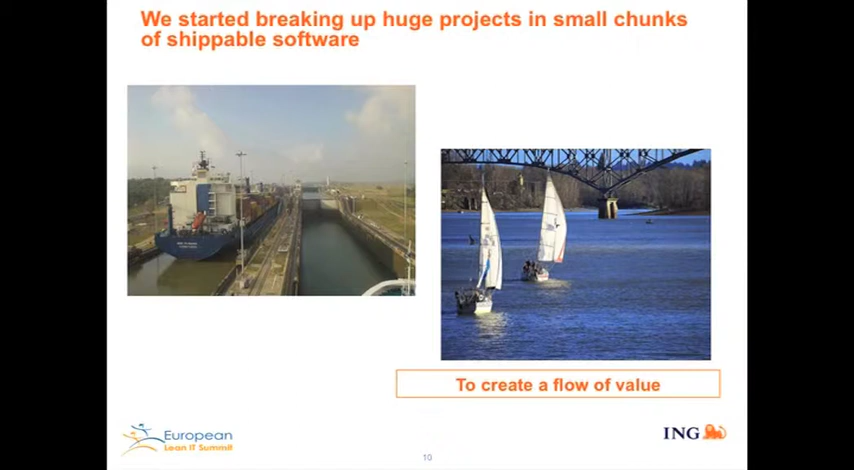 We started breaking up huge projects in small chunks
of shippable software
To create a flow of value
European
Lean IT Summit
ING
10